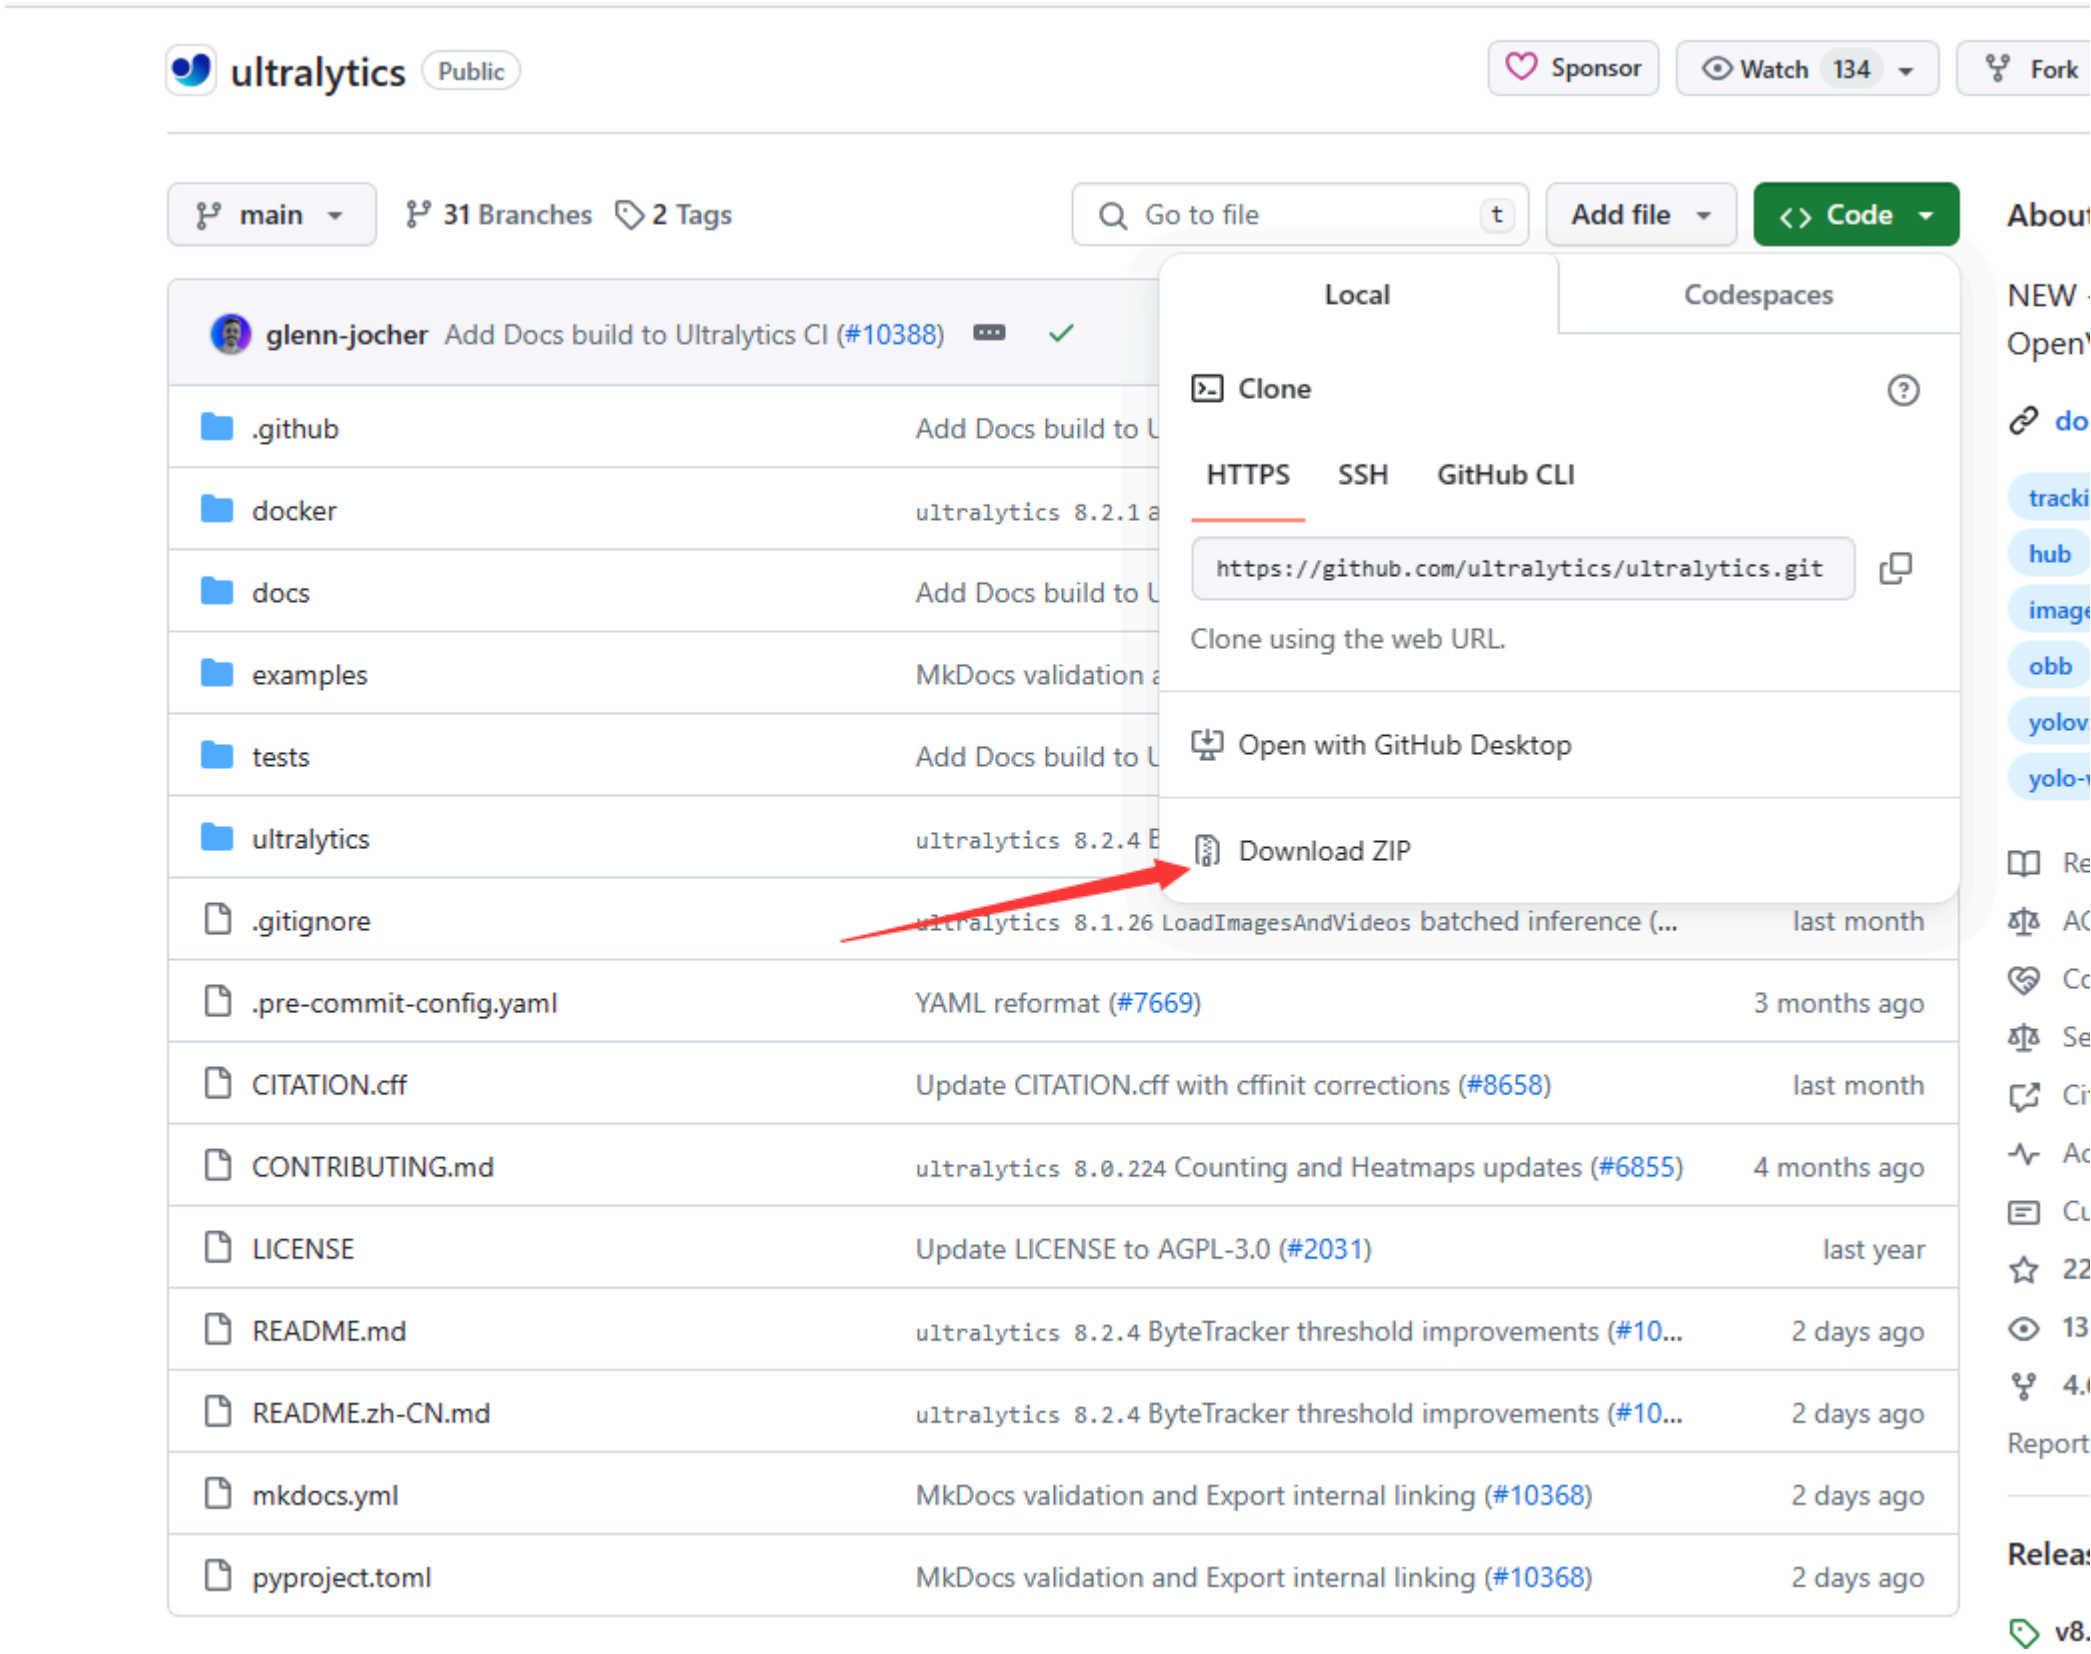 ultralytics Public
Sponsor Watch 134 Fork
main 31 Branches 2 Tags Go to file t Add file Code
About
Local Codespaces
NEW -
glenn-jocher Add Docs build to Ultralytics CI (#10388)
Clone
.github Add Docs build to U
HTTPS SSH GitHub CLI
docker ultralytics 8.2.1 a
https://github.com/ultralytics/ultralytics.git
hub
docs Add Docs build to U
Clone using the web URL.
obb
examples MkDocs validation a
Open with GitHub Desktop
tests Add Docs build to U
ultralytics 8.2.4
ultralytics
Download ZIP
.gitignore ultralytics 8.1.26 LoadImagesAndVideos batched inference (... last month
.pre-commit-config.yaml YAML reformat (#7669) 3 months ago
CITATION.cff Update CITATION.cff with cffinit corrections (#8658) last month
CONTRIBUTING.md ultralytics 8.0.224 Counting and Heatmaps updates (#6855) 4 months ago
LICENSE Update LICENSE to AGPL-3.0 (#2031) last year
README.md ultralytics 8.2.4 ByteTracker threshold improvements (#10... 2 days ago
README.zh-CN.md ultralytics 8.2.4 ByteTracker threshold improvements (#10... 2 days ago
Report
mkdocs.yml MkDocs validation and Export internal linking (#10368) 2 days ago
pyproject.toml MkDocs validation and Export internal linking (#10368) 2 days ago
v8.